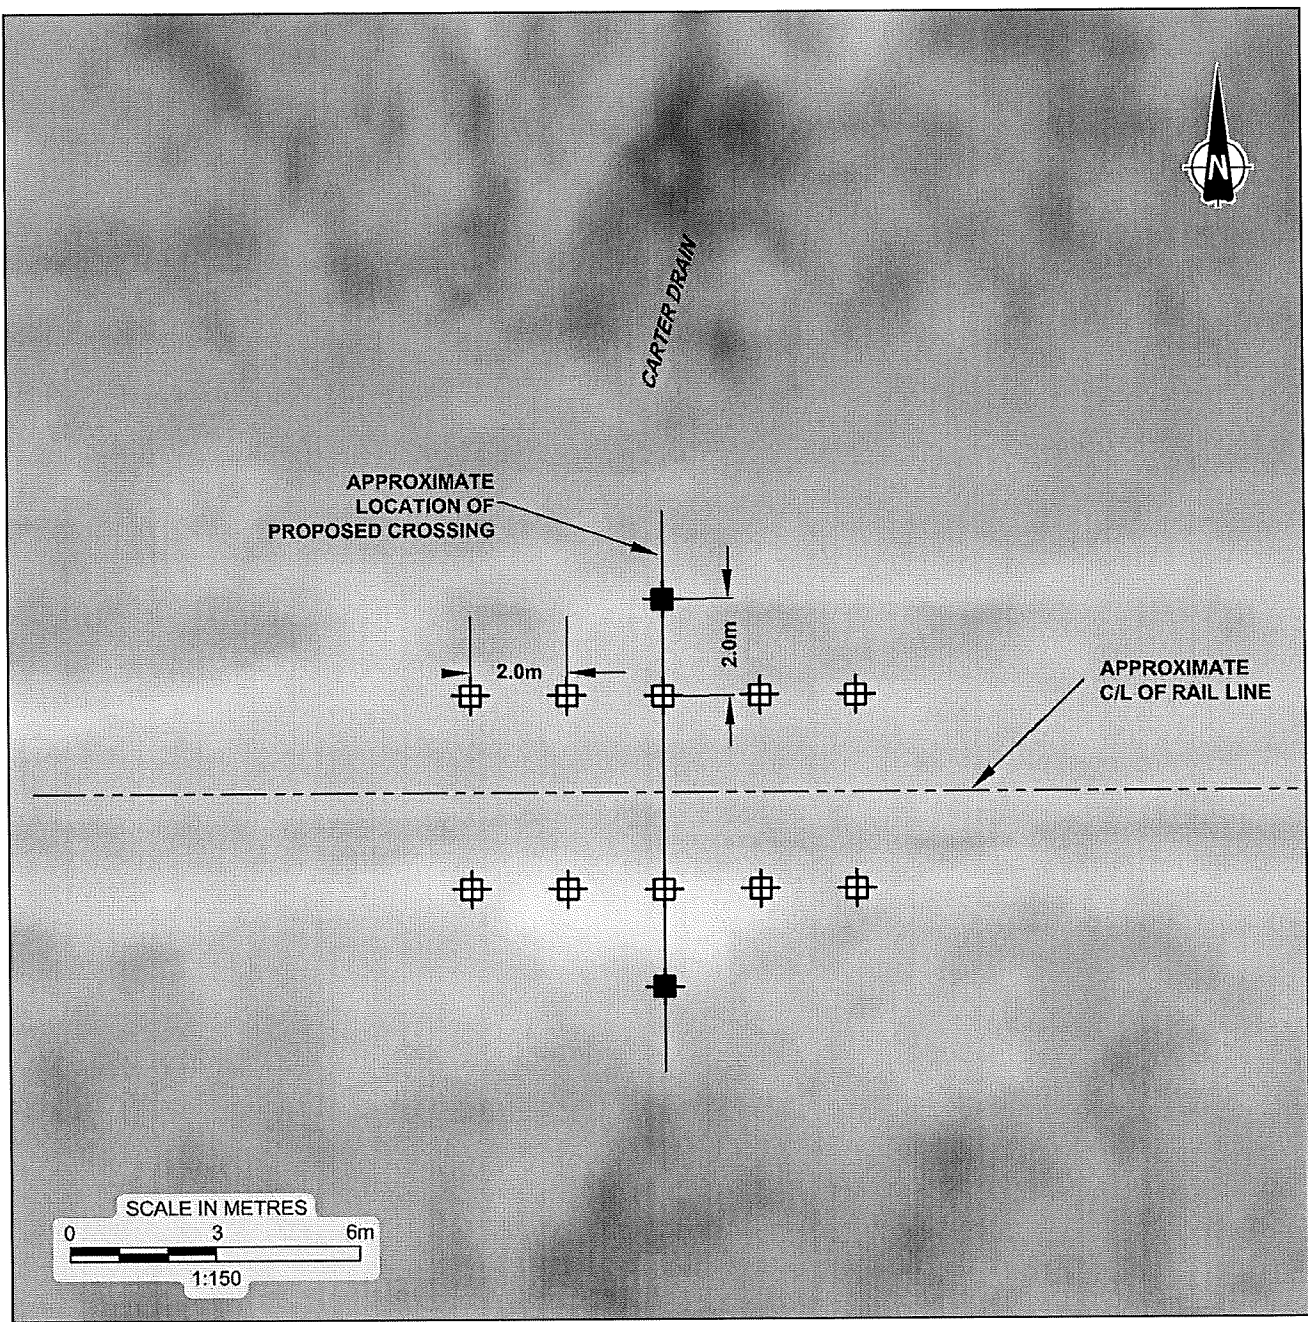 N
CARTER DRAIN
APPROXIMATE
LOCATION OF
PROPOSED CROSSING
2.0m
2.0m
APPROXIMATE
C/L OF RAIL LINE
SCALE IN METRES
0 3 6m
1:150